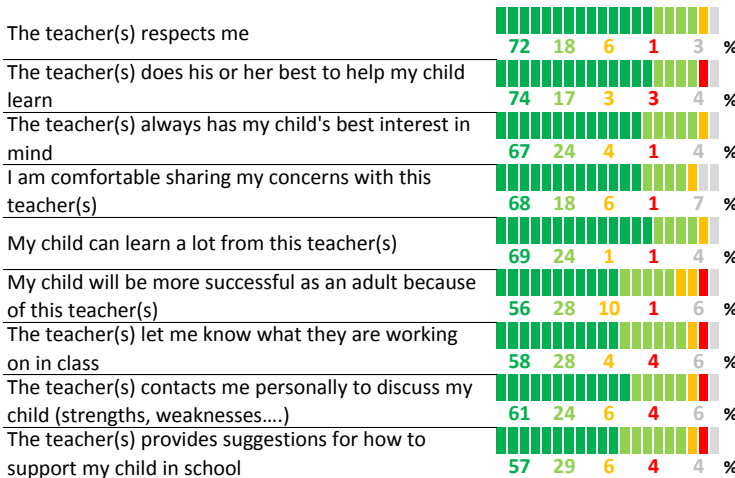 The teacher(s) respects me
72 18 6 1 3 %
The teacher(s) does his or her best to help my child
learn
74 17 3 3 4 %
The teacher(s) always has my child's best interest in
mind
67 24 4 1 4 %
I am comfortable sharing my concerns with this
teacher(s)
68 18 6 1 7 %
My child can learn a lot from this teacher(s)
69 24 1 1 4 %
My child will be more successful as an adult because
of this teacher(s)
56 28 10 1 6 %
The teacher(s) let me know what they are working
on in class
58 28 4 4 6 %
The teacher(s) contacts me personally to discuss my
child (strengths, weaknesses....)
61 24 6 4 6 %
The teacher(s) provides suggestions for how to
support my child in school
57 29 6 4 4 %